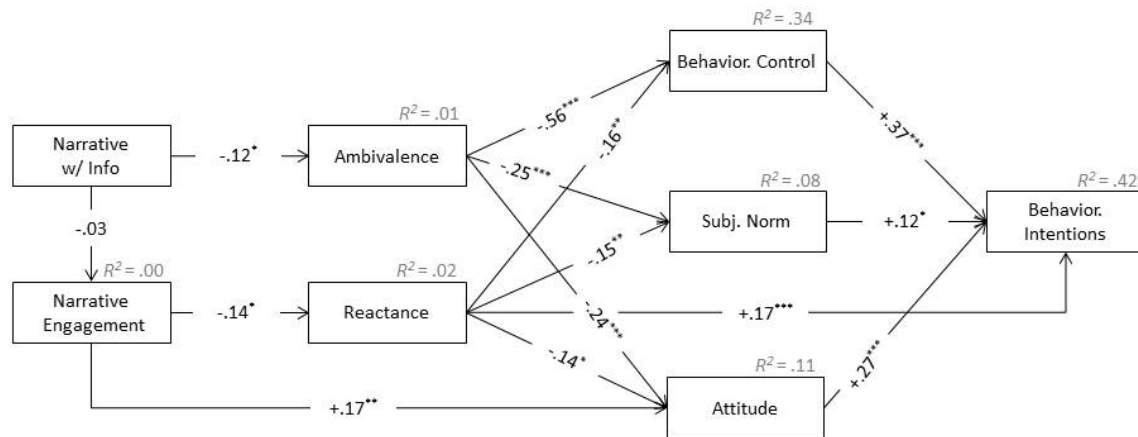 R² = .34
Behavior. Control
R² = .01
Narrative
w/ Info
-.12*
Ambivalence
-.56***
-.16**
+.37***
-.25***
R² = .08
R² = .42
-.03
Subj. Norm
+.12*
Behavior.
Intentions
R² = .00
R² = .02
-.15**
Narrative
Engagement
-.14*
Reactance
-.24***
+.17***
-.14*
+.27***
R² = .11
+.17**
Attitude